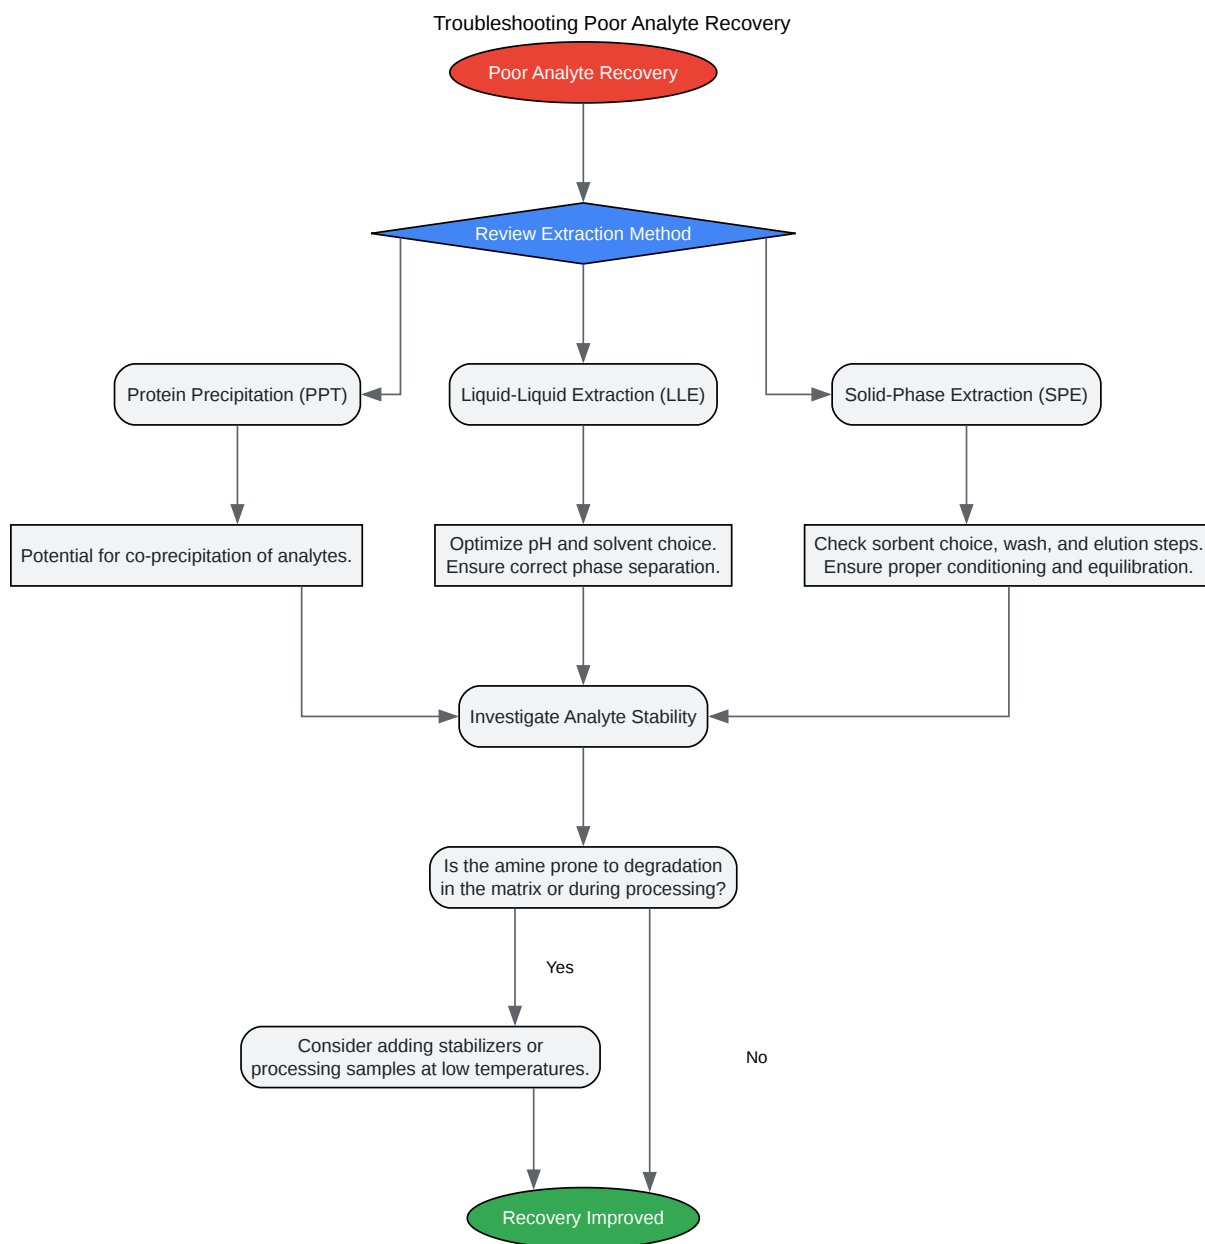 Troubleshooting Poor Analyte Recovery
Poor Analyte Recovery
Review Extraction Method
Protein Precipitation (PPT)
Liquid-Liquid Extraction (LLE)
Solid-Phase Extraction (SPE)
Potential for co-precipitation of analytes.
Optimize pH and solvent choice.
Ensure correct phase separation.
Check sorbent choice, wash, and elution steps.
Ensure proper conditioning and equilibration.
Investigate Analyte Stability
Is the amine prone to degradation
in the matrix or during processing?
Yes
Consider adding stabilizers or
processing samples at low temperatures.
No
Recovery Improved